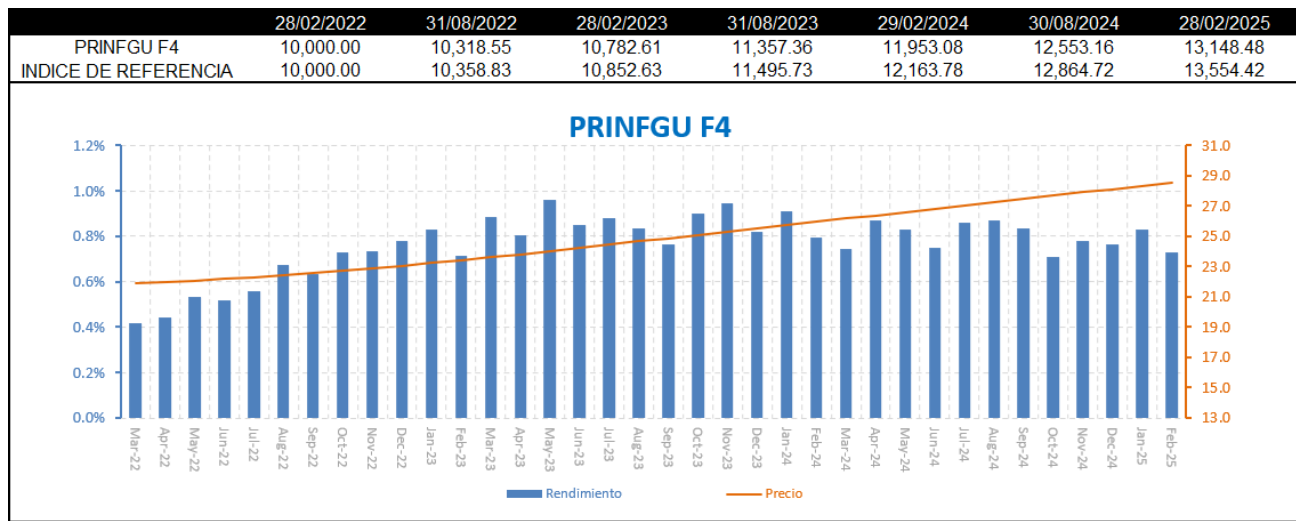 28/02/2022 31/08/2022 28/02/2023 31/08/2023 29/02/2024 30/08/2024 28/02/2025
PRINFGU F4 10,000.00 10,318.55 10,782.61 11,357.36 11,953.08 12,553.16 13,148.48
INDICE DE REFERENCIA 10,000.00 10,358.83 10,852.63 11,495.73 12,163.78 12,864.72 13,554.42
PRINFGU F4
1.2% 31.0
29.0
1.0% 27.0
0.8% 25.0
23.0
0.6% 21.0
0.4% 19.0
17.0
0.2% 15.0
0.0% 13.0
Mar-22 Apr-22 May-22 Jun-22 Jul-22 Aug-22 Sep-22 Oct-22 Nov-22 Dec-22 Jan-23 Feb-23 Mar-23 Apr-23 May-23 Jun-23 Jul-23 Aug-23 Sep-23 Oct-23 Nov-23 Dec-23 Jan-24 Feb-24 Mar-24 Apr-24 May-24 Jun-24 Jul-24 Aug-24 Sep-24 Oct-24 Nov-24 Dec-24 Jan-25 Feb-25
Rendimiento Precio